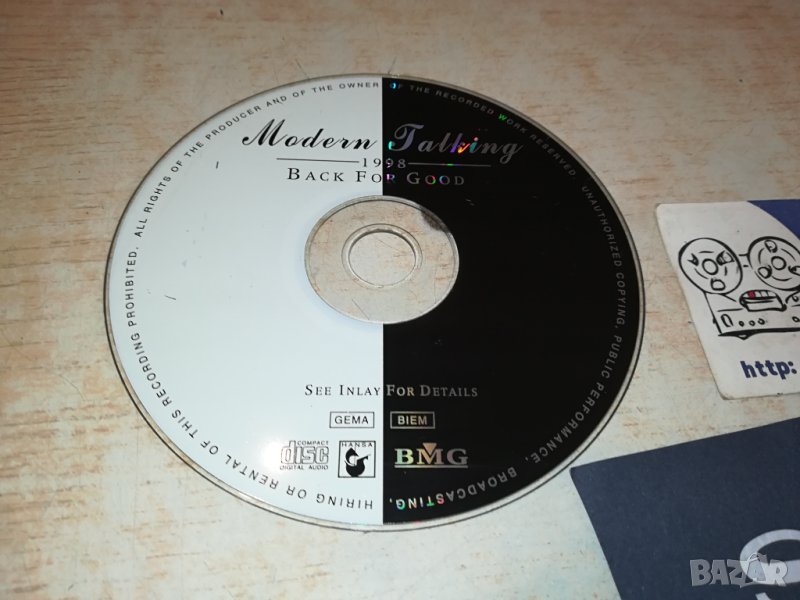 Modern Talking
1998
BACK FOR GOOD
SEE INLAY FOR DETAILS
GEMA BIEM
COMPACT
disc
DIGITAL AUDIO
HANSA
BMG
ALL RIGHTS OF THE PRODUCER AND OF THE OWNER OF THE RECORDED WORK RESERVED. UNAUTHORIZED COPYING, PUBLIC PERFORMANCE, BROADCASTING, HIRING OR RENTAL OF THIS RECORDING PROHIBITED.
http:
BAZAR